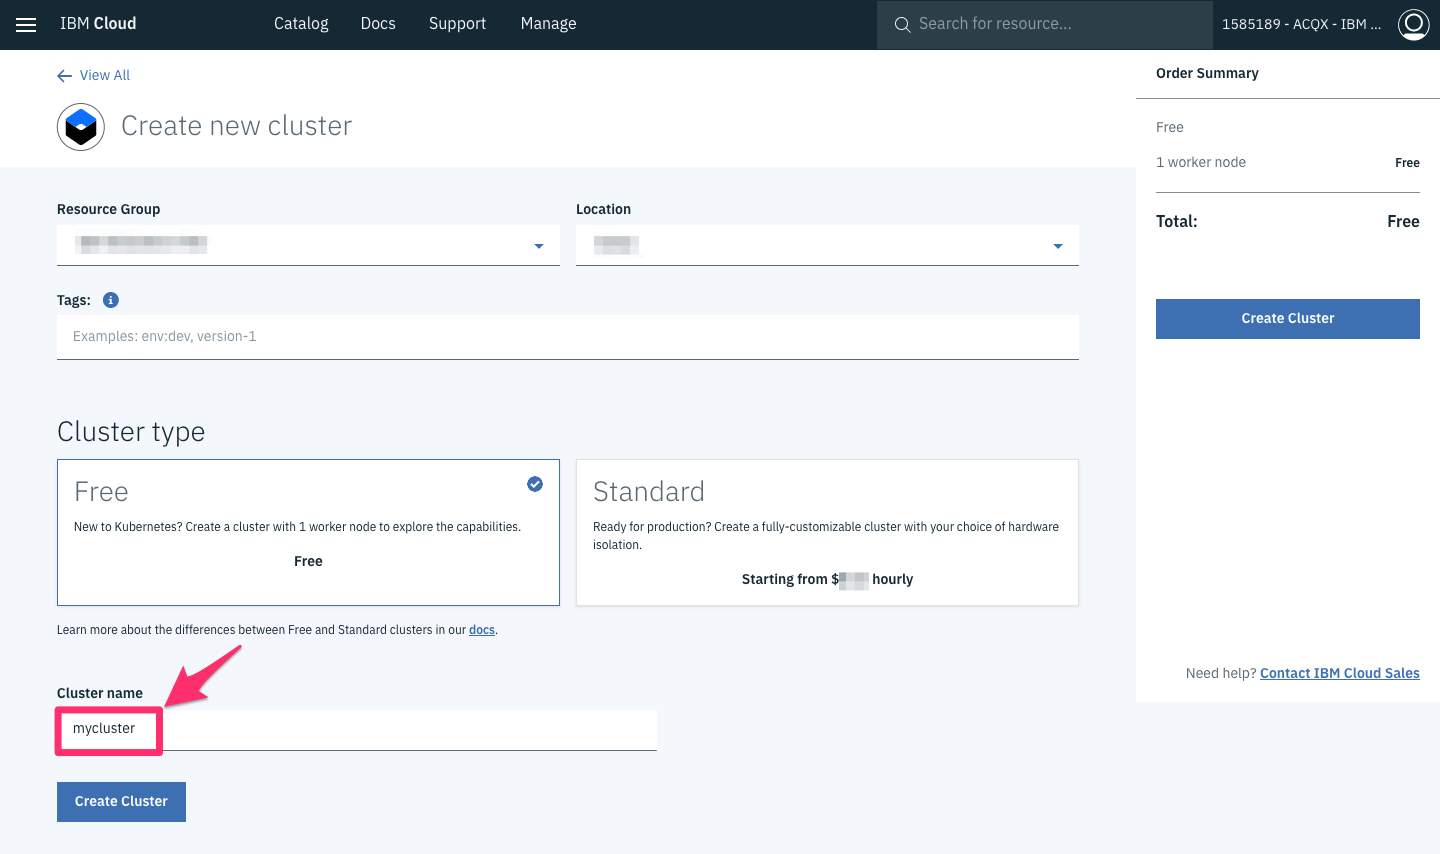 IBM Cloud Catalog Docs Support Manage Search for resource... 1585189 - ACQX - IBM ...
View All
Create new cluster
Resource Group
Location
Tags:
Examples: env:dev, version-1
Cluster type
Free
New to Kubernetes? Create a cluster with 1 worker node to explore the capabilities.
Free
Standard
Ready for production? Create a fully-customizable cluster with your choice of hardware
isolation.
Starting from $ hourly
Learn more about the differences between Free and Standard clusters in our docs.
Cluster name
mycluster
Create Cluster
Order Summary
Free
1 worker node Free
Total: Free
Create Cluster
Need help? Contact IBM Cloud Sales